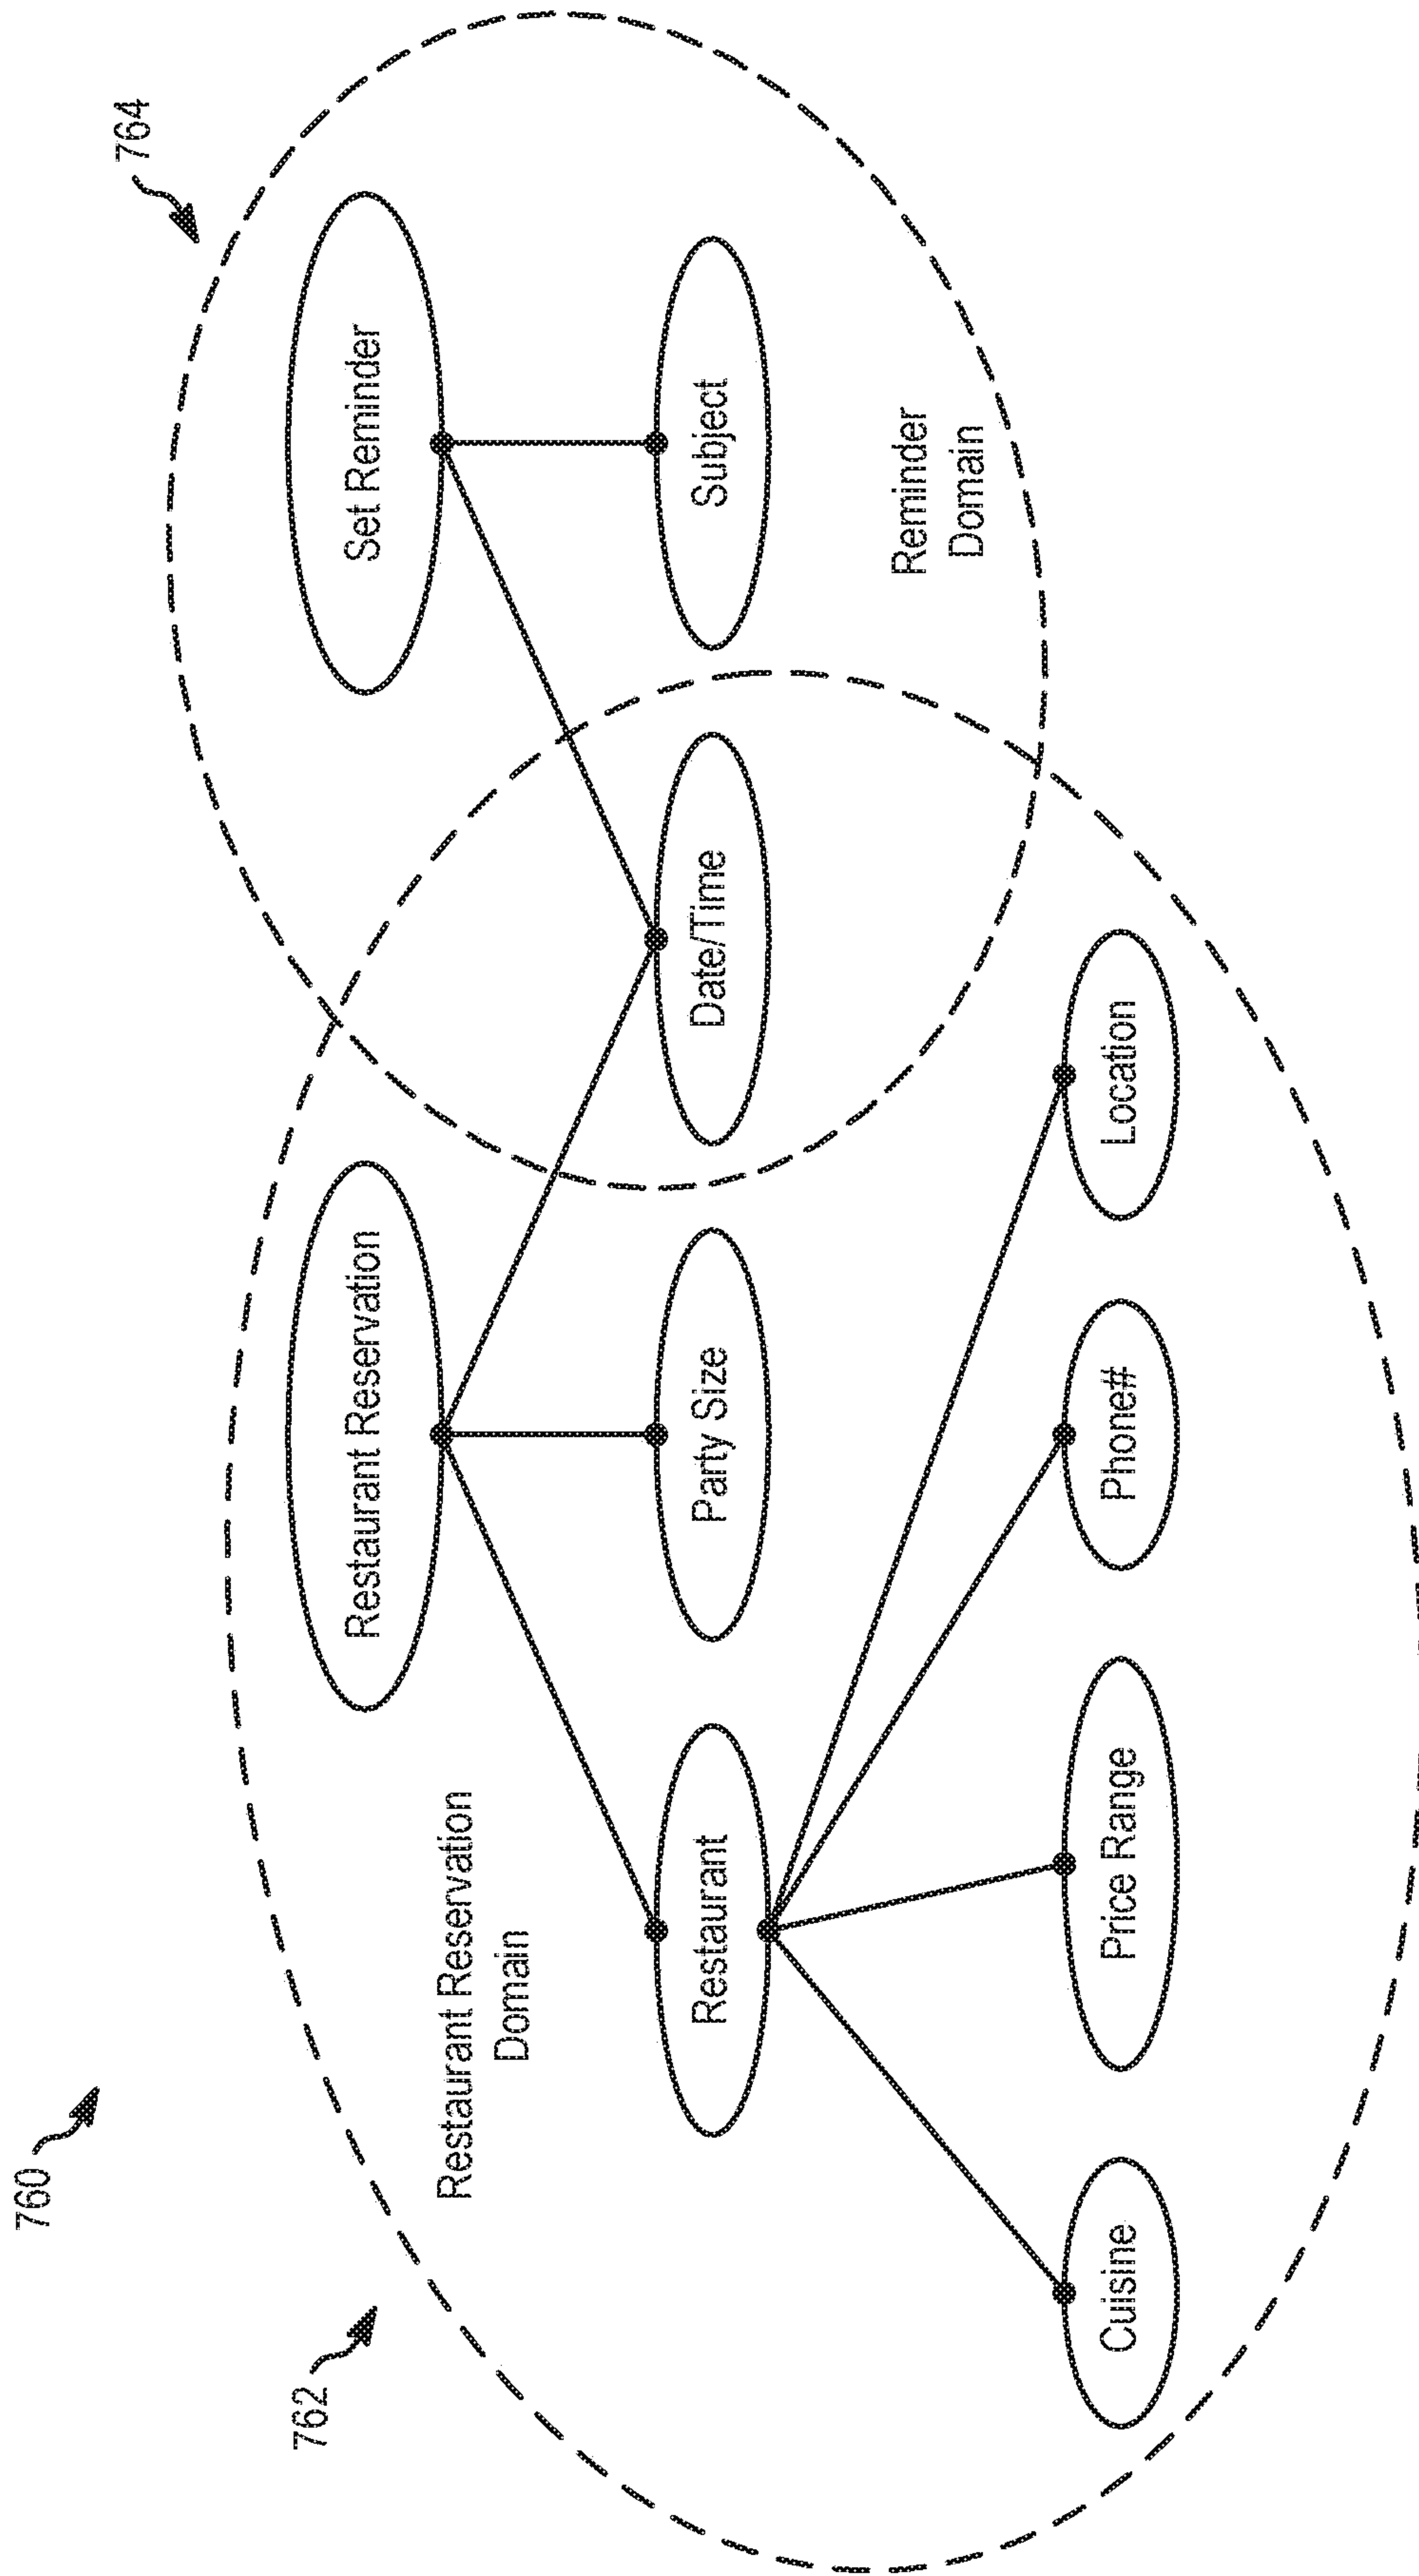 760
762
764
Restaurant Reservation
Set Reminder
Restaurant Reservation
Domain
Restaurant
Party Size
Date/Time
Subject
Reminder
Domain
Cuisine
Price Range
Phone#
Location